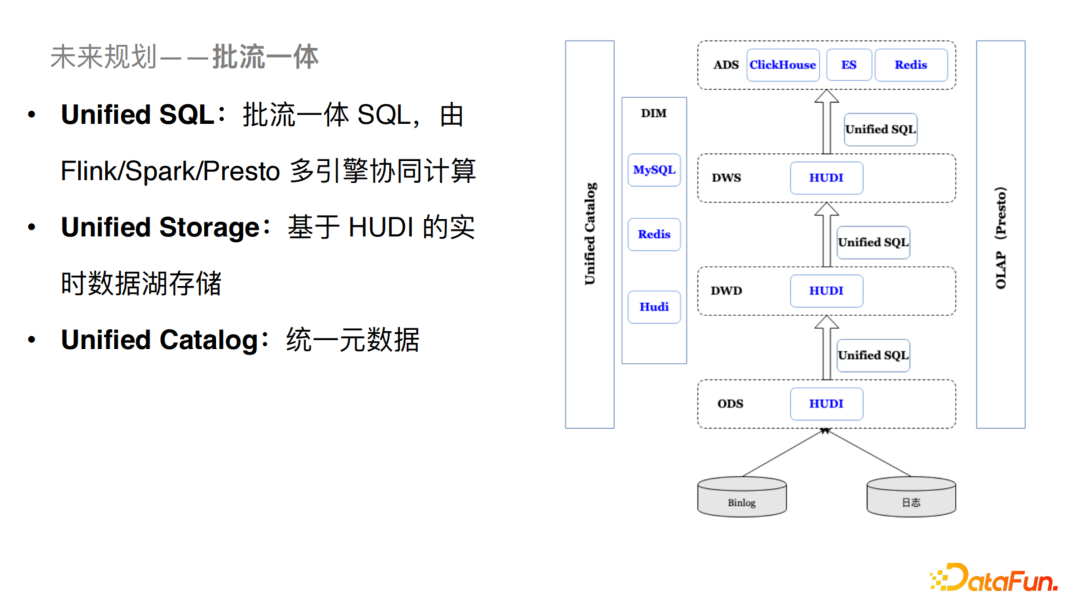 未来规划——批流一体
• Unified SQL：批流一体 SQL，由
Flink/Spark/Presto 多引擎协同计算
• Unified Storage：基于 HUDI 的实
时数据湖存储
• Unified Catalog：统一元数据
Unified Catalog
DIM
MySQL
Redis
Hudi
ADS ClickHouse ES Redis
Unified SQL
DWS HUDI
Unified SQL
DWD HUDI
Unified SQL
ODS HUDI
Binlog
日志
OLAP（Presto）
DataFun.